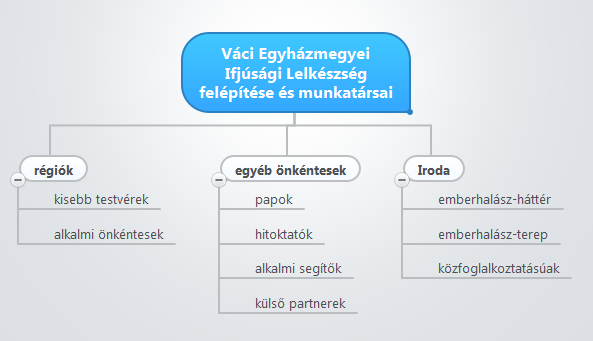 Váci Egyházmegyei
Ifjúsági Lelkészség
felépítése és munkatársai
régiók
kisebb testvérek
alkalmi önkéntesek
egyéb önkéntesek
papok
hitoktatók
alkalmi segítők
külső partnerek
Iroda
emberhalász-háttér
emberhalász-terep
közfoglalkoztatásúak